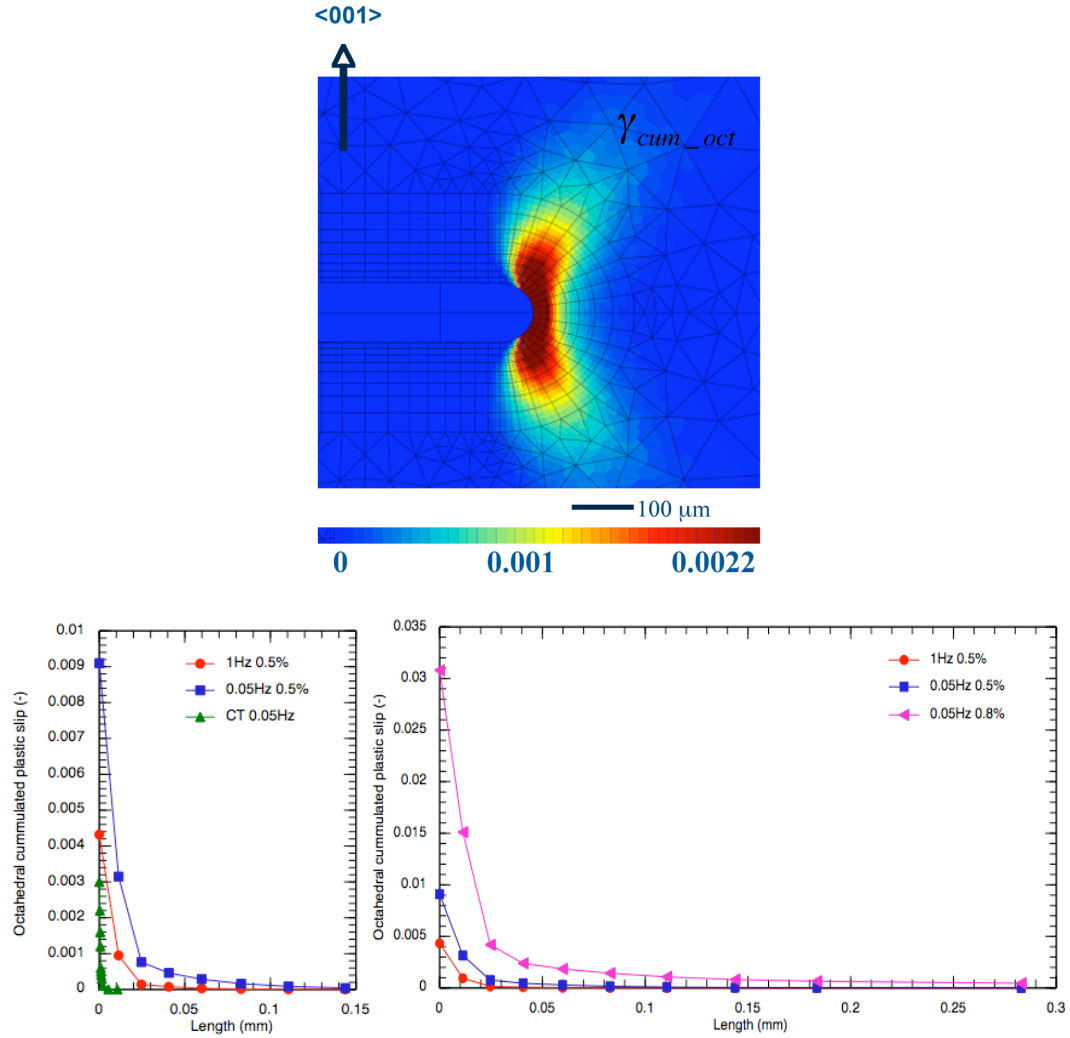 <001>
γcum_oct
100 μm
0 0.001 0.0022
0.01
0.009
0.008
0.007
0.006
0.005
0.004
0.003
0.002
0.001
0
Octahedral cummulated plastic slip (-)
1Hz 0.5%
0.05Hz 0.5%
CT 0.05Hz
0 0.05 0.1 0.15
Length (mm)
0.035
0.03
0.025
0.02
0.015
0.01
0.005
0
Octahedral cummulated plastic slip (-)
1Hz 0.5%
0.05Hz 0.5%
0.05Hz 0.8%
0 0.05 0.1 0.15 0.2 0.25 0.3
Length (mm)